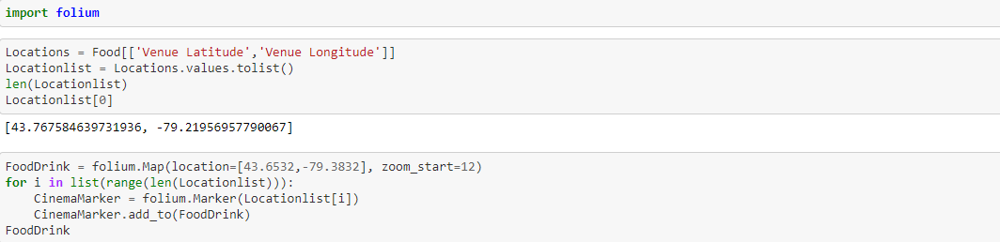 import folium
Locations = Food[['Venue Latitude','Venue Longitude']]
Locationlist = Locations.values.tolist()
len(Locationlist)
Locationlist[0]
[43.767584639731936, -79.21956957790067]
FoodDrink = folium.Map(location=[43.6532,-79.3832], zoom_start=12)
for i in list(range(len(Locationlist))):
    CinemaMarker = folium.Marker(Locationlist[i])
    CinemaMarker.add_to(FoodDrink)
FoodDrink